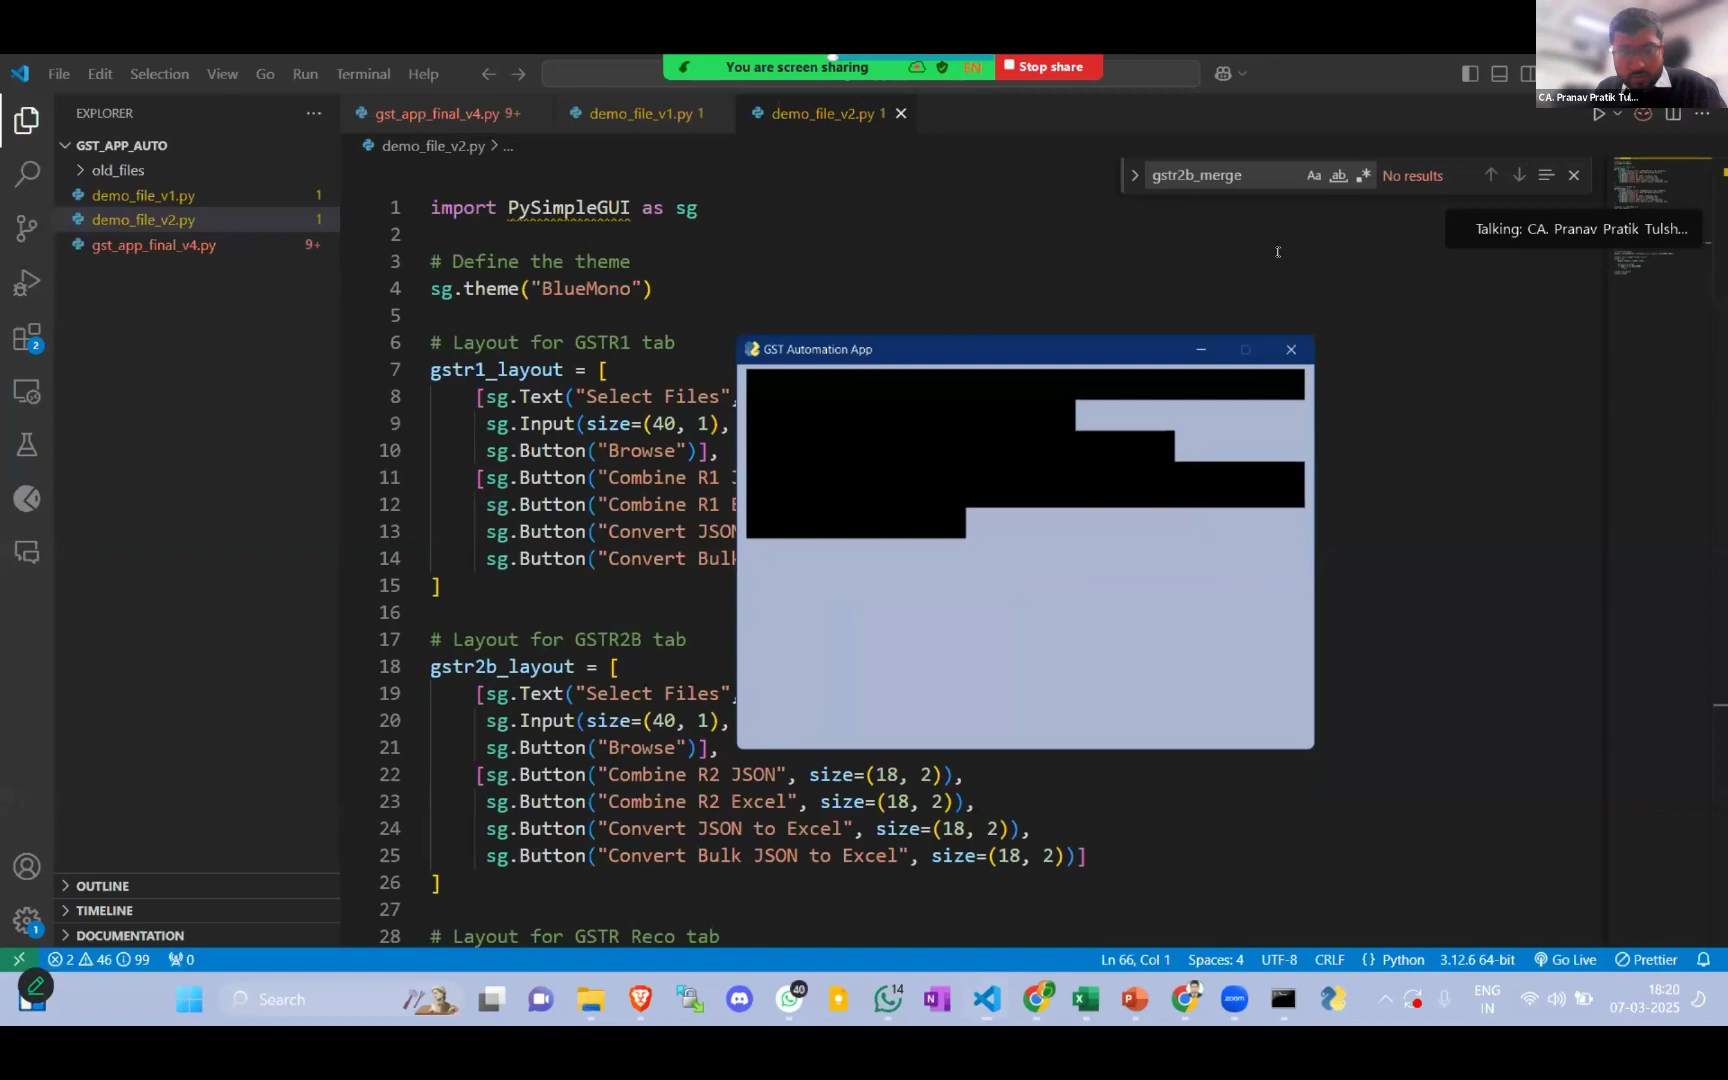 CA. Pranav Pratik Tul...
File Edit Selection View Go Run Terminal Help
You are screen sharing EN Stop share
EXPLORER
gst_app_final_v4.py 9+ demo_file_v1.py 1 demo_file_v2.py 1
GST_APP_AUTO
demo_file_v2.py > ...
old_files
demo_file_v1.py 1
demo_file_v2.py 1
gst_app_final_v4.py 9+
gstr2b_merge Aa ab No results
Talking: CA. Pranav Pratik Tulsh...
1 import PySimpleGUI as sg
2
3 # Define the theme
4 sg.theme("BlueMono")
5
6 # Layout for GSTR1 tab
7 gstr1_layout = [
8 [sg.Text("Select Files",
9 sg.Input(size=(40, 1),
10 sg.Button("Browse")],
11 [sg.Button("Combine R1
12 sg.Button("Combine R1
13 sg.Button("Convert JSON
14 sg.Button("Convert Bulk
15 ]
16
17 # Layout for GSTR2B tab
18 gstr2b_layout = [
19 [sg.Text("Select Files",
20 sg.Input(size=(40, 1),
21 sg.Button("Browse")],
22 [sg.Button("Combine R2 JSON", size=(18, 2)),
23 sg.Button("Combine R2 Excel", size=(18, 2)),
24 sg.Button("Convert JSON to Excel", size=(18, 2)),
25 sg.Button("Convert Bulk JSON to Excel", size=(18, 2))]
26 ]
27
28 # Layout for GSTR Reco tab
GST Automation App
2
OUTLINE
TIMELINE
DOCUMENTATION
1
2 46 99 0
Ln 66, Col 1 Spaces: 4 UTF-8 CRLF {} Python 3.12.6 64-bit Go Live Prettier
Search
40
14
zoom
ENG
IN
18:20
07-03-2025